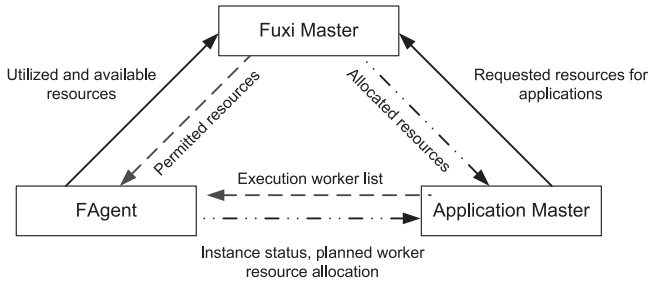 Fuxi Master
Utilized and available
resources
Permitted resources
Allocated resources
Requested resources for
applications
Execution worker list
FAgent
Application Master
Instance status, planned worker
resource allocation